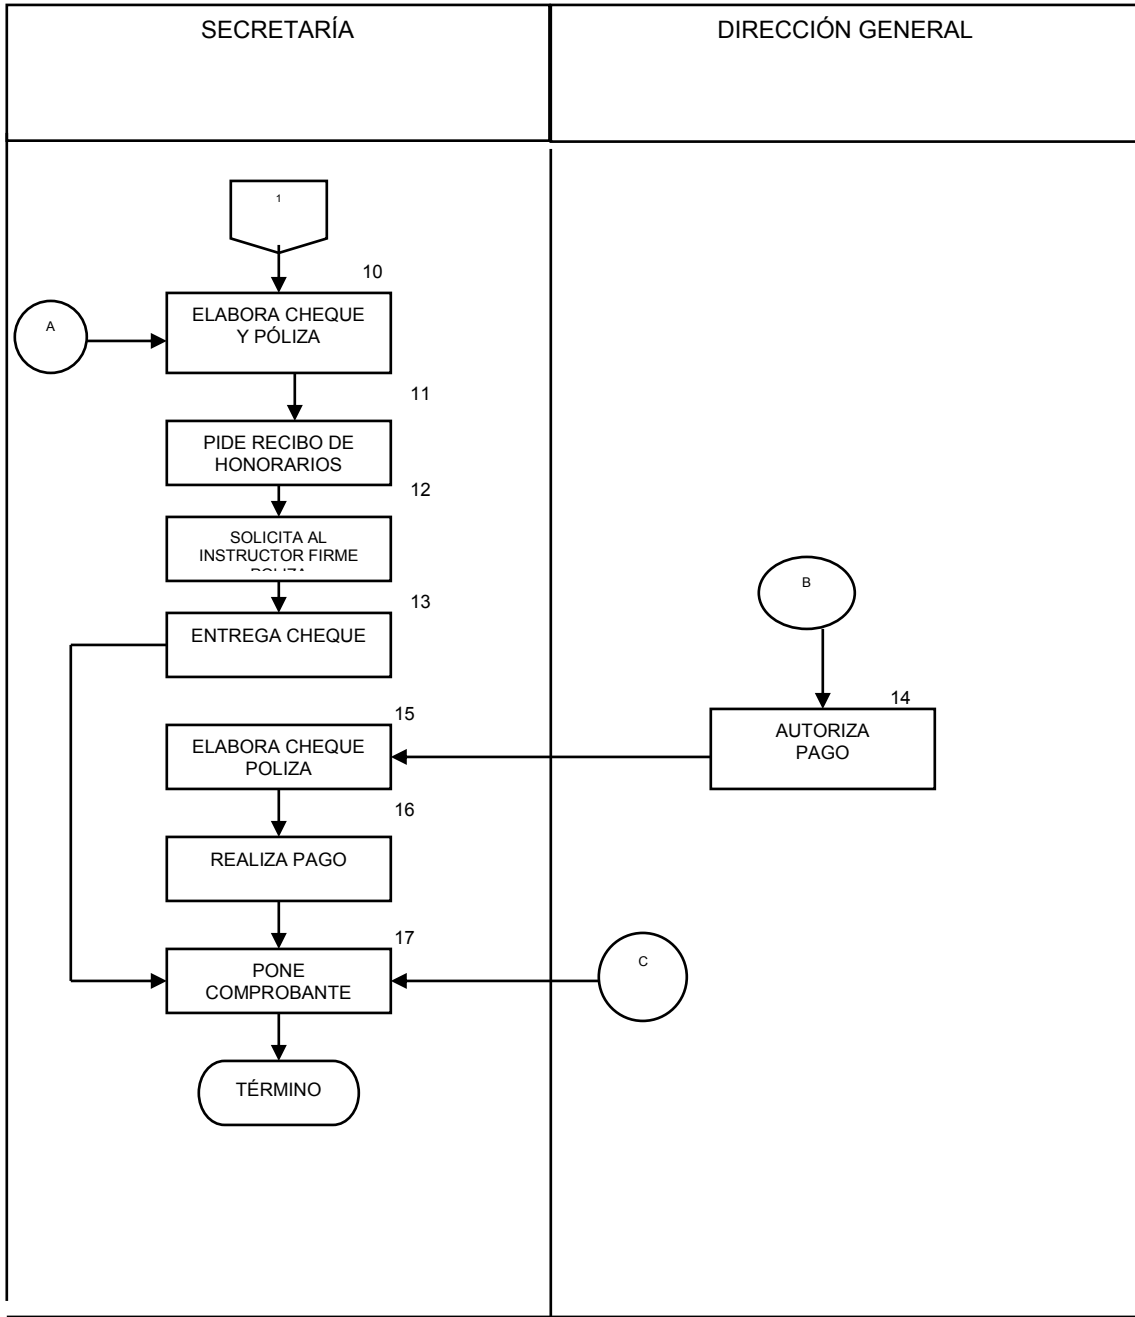 SECRETARÍA
DIRECCIÓN GENERAL
1
10
A
ELABORA CHEQUE
Y PÓLIZA
11
PIDE RECIBO DE
HONORARIOS
12
SOLICITA AL
INSTRUCTOR FIRME
B
13
ENTREGA CHEQUE
14
AUTORIZA
PAGO
15
ELABORA CHEQUE
POLIZA
16
REALIZA PAGO
17
PONE
COMPROBANTE
C
TÉRMINO